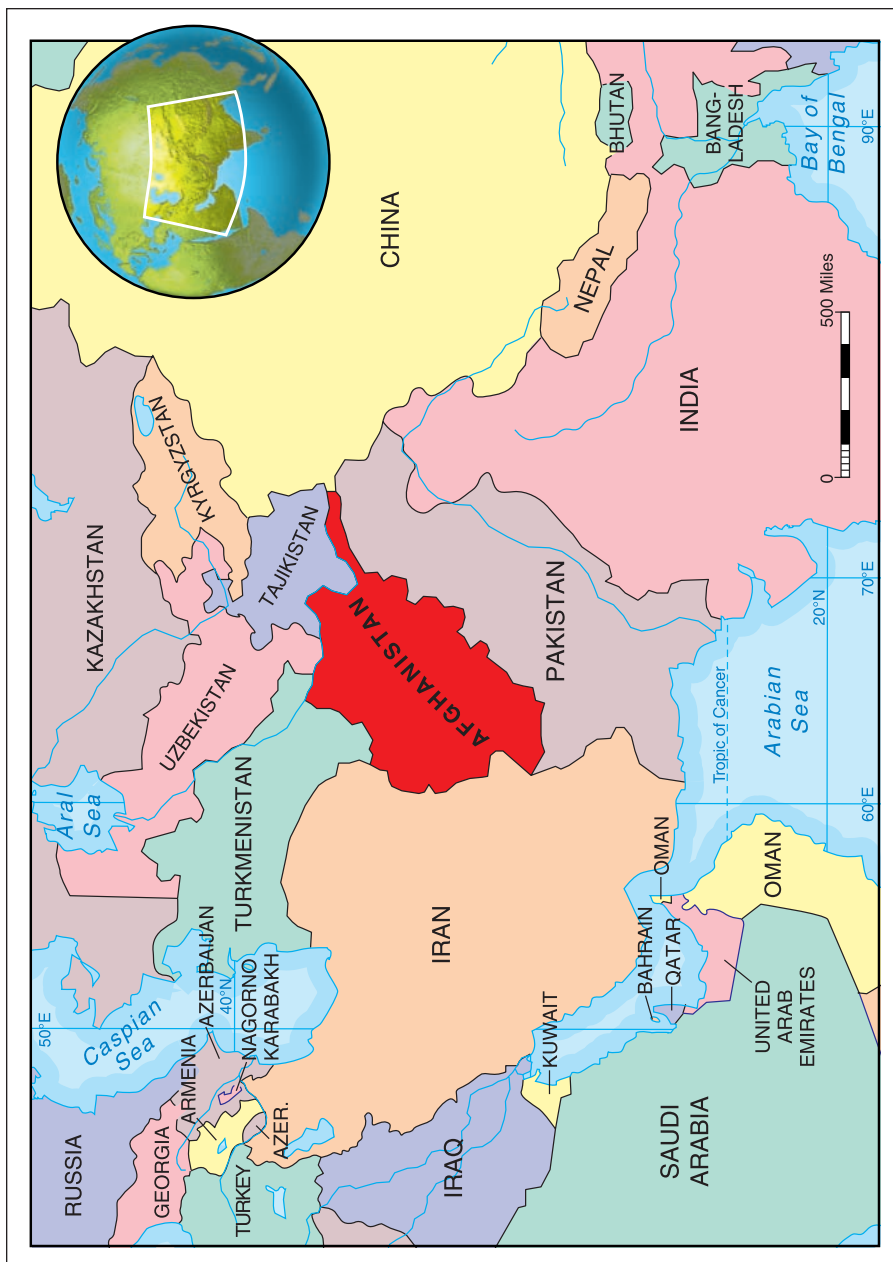 RUSSIA
GEORGIA
ARMENIA
AZERBAIJAN
NAGORNO
KARABAKH
AZER.
TURKEY
50°E
Caspian
Sea
40°N
Aral
Sea
KAZAKHSTAN
UZBEKISTAN
TURKMENISTAN
KYRGYZSTAN
TAJIKISTAN
CHINA
AFGHANISTAN
IRAN
IRAQ
KUWAIT
BAHRAIN
QATAR
OMAN
SAUDI
ARABIA
UNITED
ARAB
EMIRATES
OMAN
PAKISTAN
INDIA
NEPAL
BHUTAN
BANG-
LADESH
Bay of
Bengal
90°E
Tropic of Cancer
Arabian
Sea
20°N
60°E
70°E
0 500 Miles